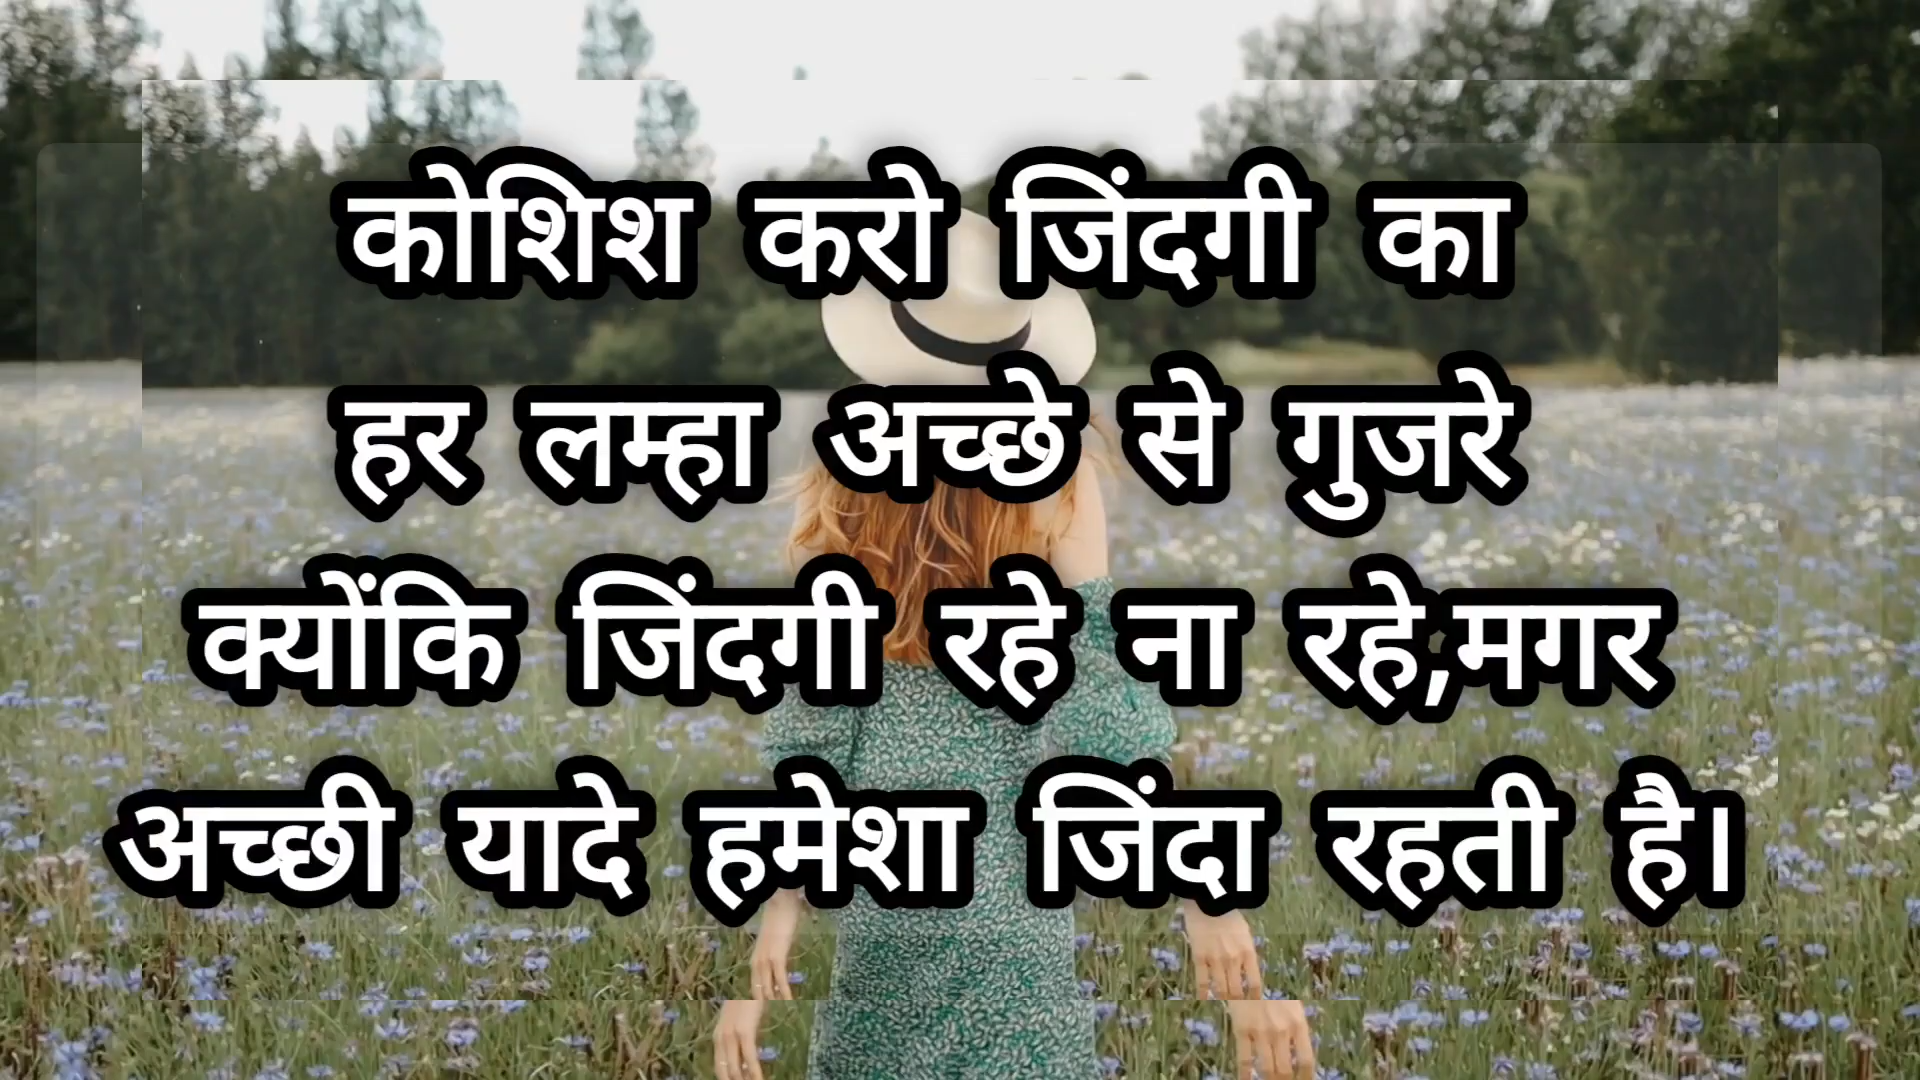 कोशिश करो जिंदगी का
हर लम्हा अच्छे से गुजरे
क्योंकि जिंदगी रहे ना रहे,मगर
अच्छी यादे हमेशा जिंदा रहती है।